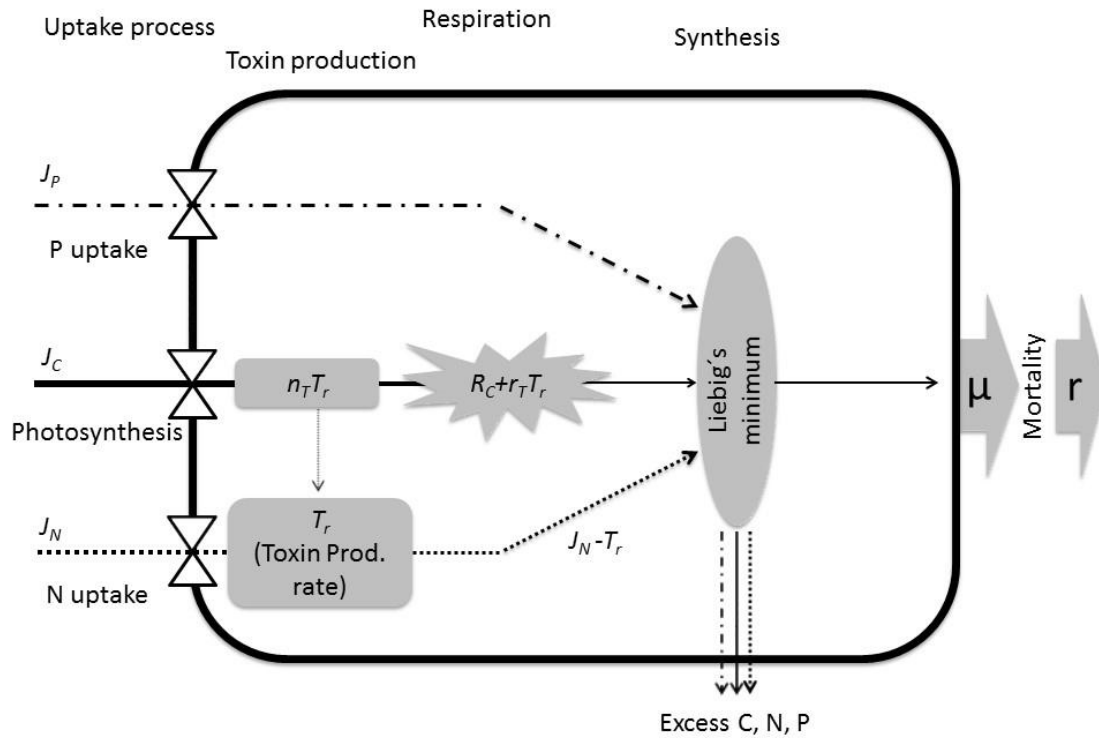 Uptake process
Respiration
Synthesis
Toxin production
J_P
P uptake
J_C
n_T T_r
R_C+r_T T_r
Liebig´s
minimum
μ
Mortality
r
Photosynthesis
J_N
T_r
(Toxin Prod.
rate)
J_N -T_r
N uptake
Excess C, N, P